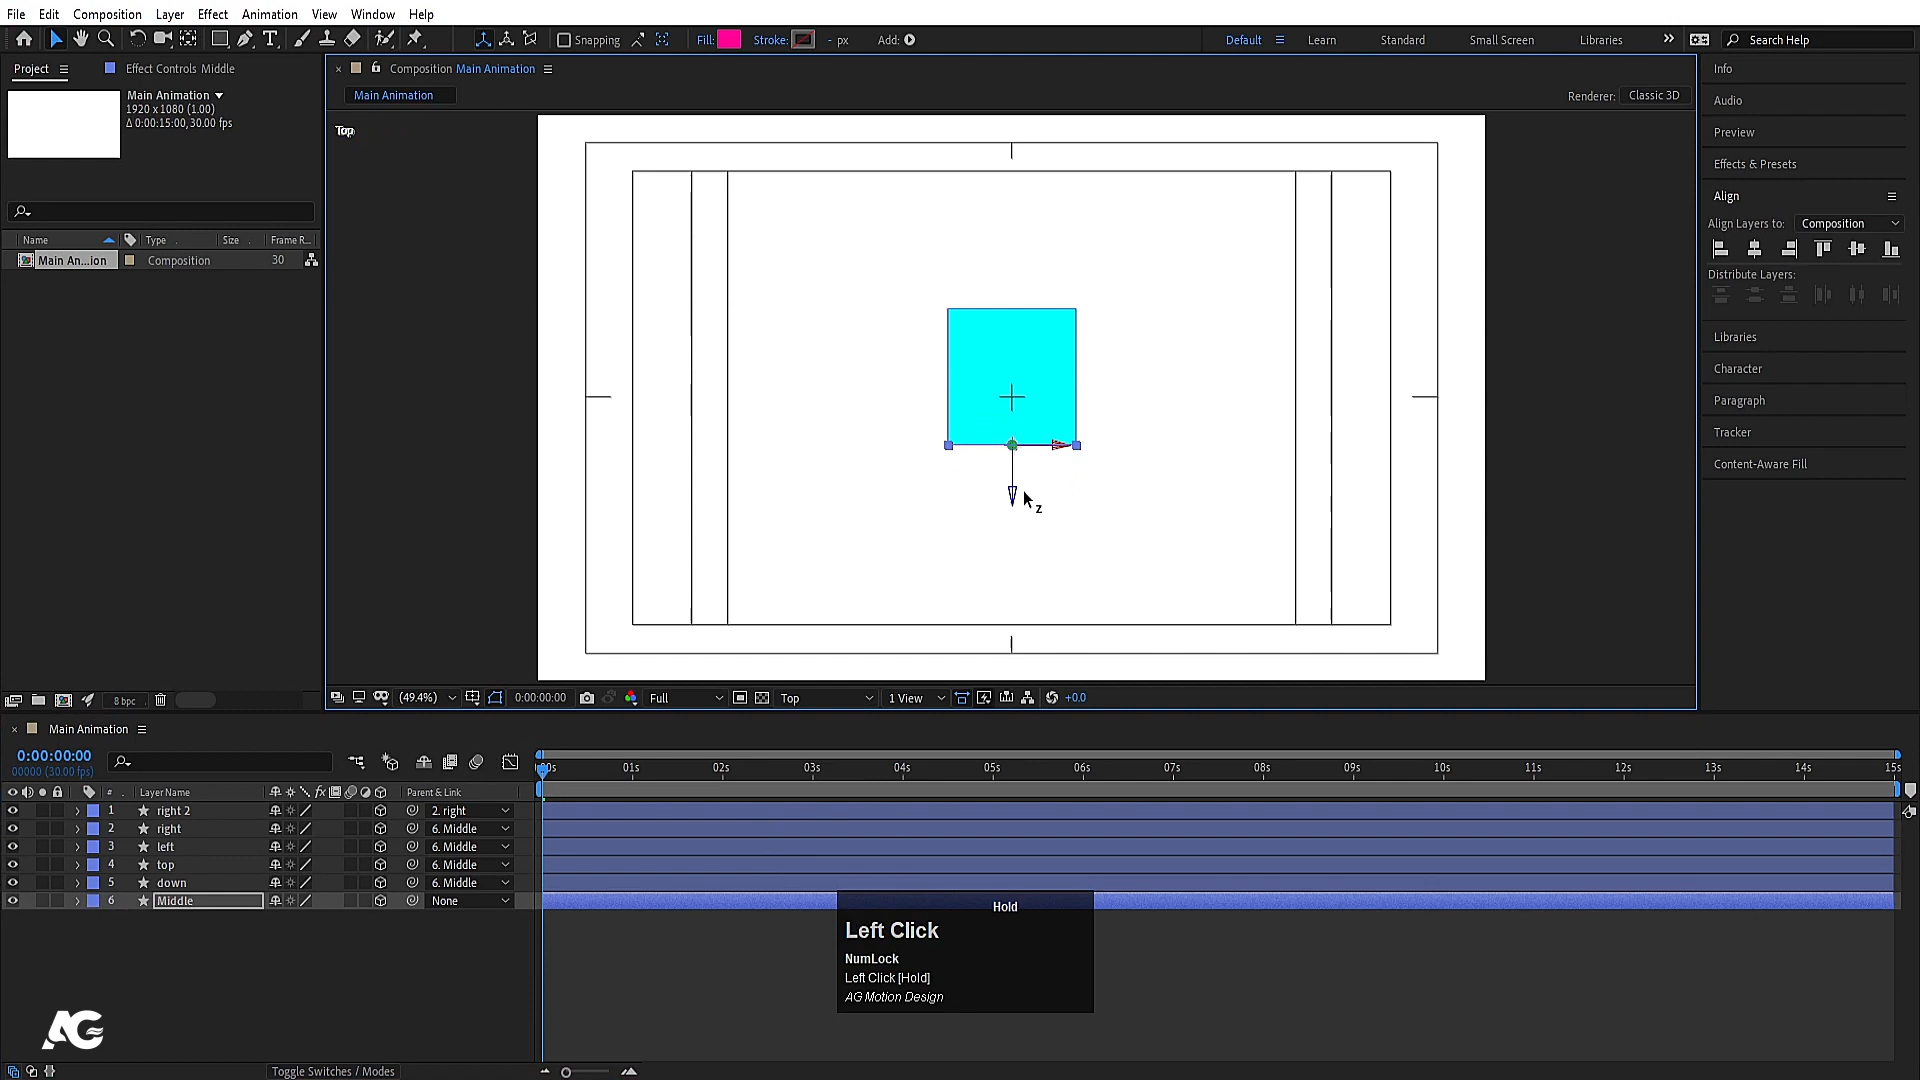 File Edit Composition Layer Effect Animation View Window Help
Snapping Fill: Stroke: - px Add: Default Learn Standard Small Screen Libraries Search Help
Project Effect Controls Middle
Composition Main Animation
Info
Main Animation
1920 x 1080 (1.00)
Δ 0:00:15:00, 30.00 fps
Main Animation
Renderer: Classic 3D
Audio
Top
Preview
Effects & Presets
Align
Align Layers to: Composition
Distribute Layers:
Name Type Size Frame R...
Main An...ion Composition 30
Libraries
Character
Paragraph
Tracker
Content-Aware Fill
z
8 bpc
(49.4%) 0:00:00:00 Full Top 1 View +0.0
Main Animation
0:00:00:00
00000 (30.00 fps)
01s 02s 03s 04s 05s 06s 07s 08s 09s 10s 11s 12s 13s 14s 15s
# Layer Name fx Parent & Link
1 right 2 2. right
2 right 6. Middle
3 left 6. Middle
4 top 6. Middle
5 down 6. Middle
6 Middle None
Hold
Left Click
NumLock
Left Click [Hold]
AG Motion Design
AG
Toggle Switches / Modes